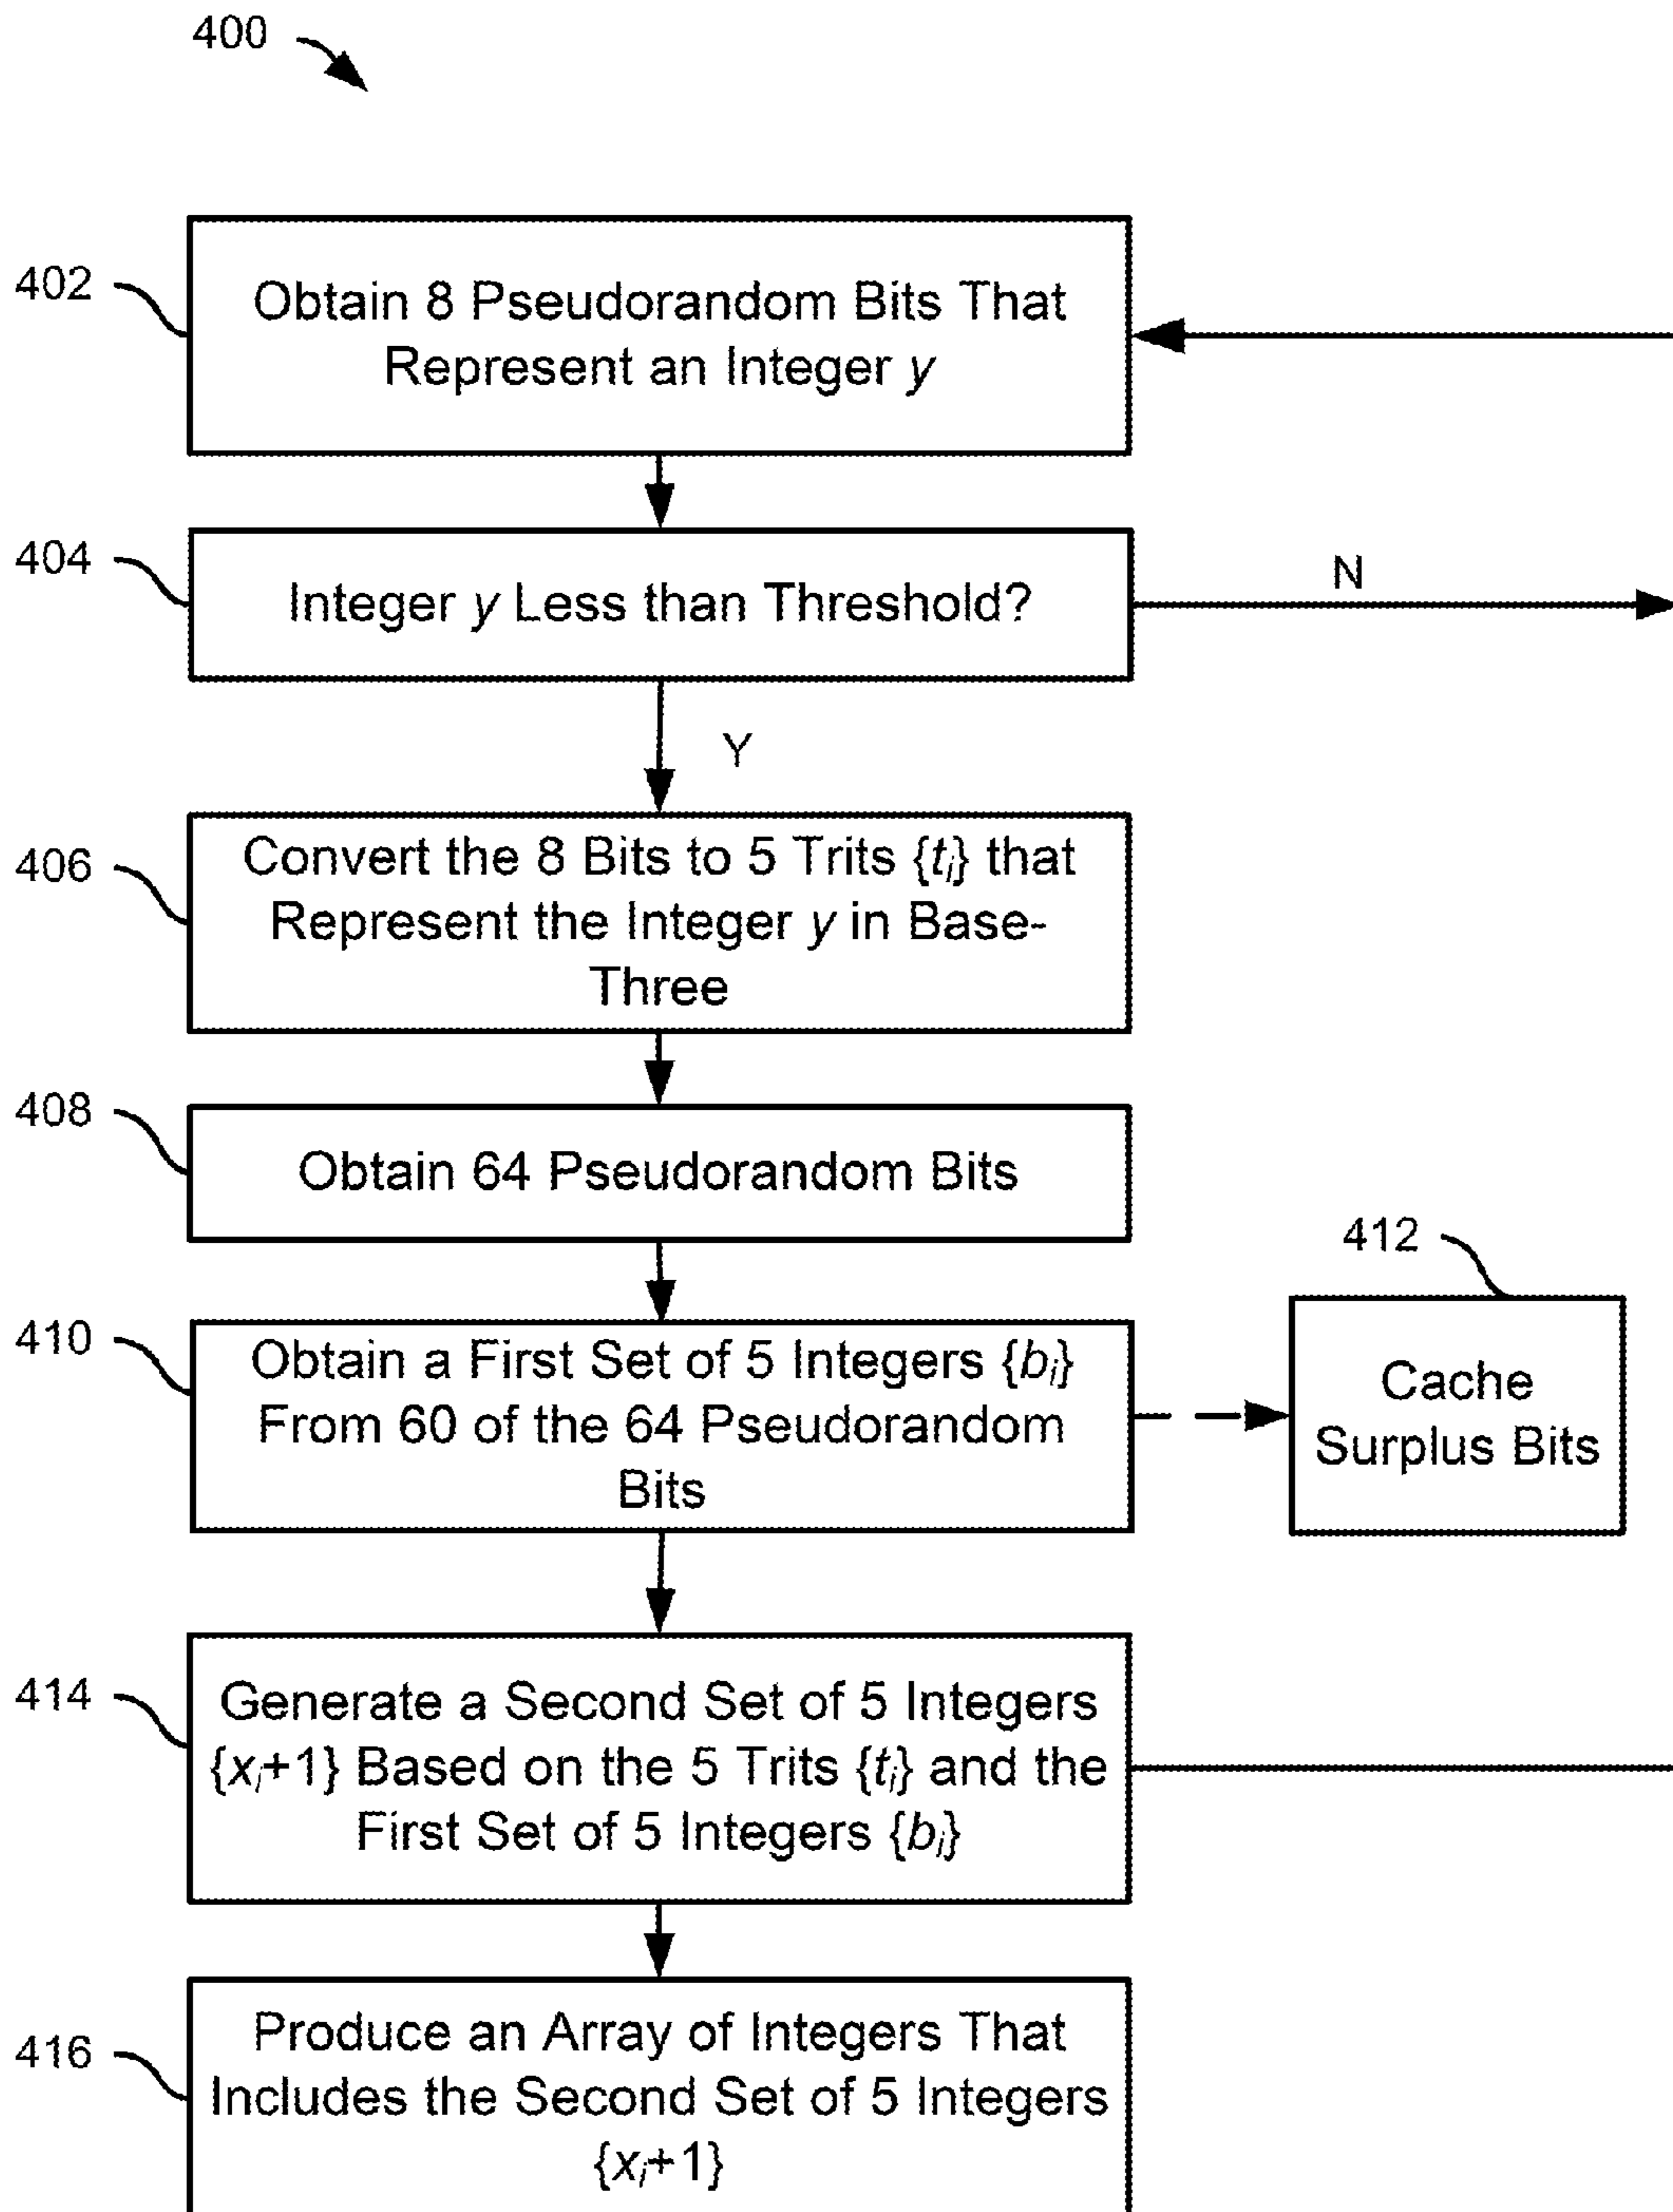 400
402
Obtain 8 Pseudorandom Bits That
Represent an Integer y
404
Integer y Less than Threshold?
N
Y
406
Convert the 8 Bits to 5 Trits {tᵢ} that
Represent the Integer y in Base-
Three
408
Obtain 64 Pseudorandom Bits
410
Obtain a First Set of 5 Integers {bᵢ}
From 60 of the 64 Pseudorandom
Bits
412
Cache
Surplus Bits
414
Generate a Second Set of 5 Integers
{xᵢ+1} Based on the 5 Trits {tᵢ} and the
First Set of 5 Integers {bᵢ}
416
Produce an Array of Integers That
Includes the Second Set of 5 Integers
{xᵢ+1}